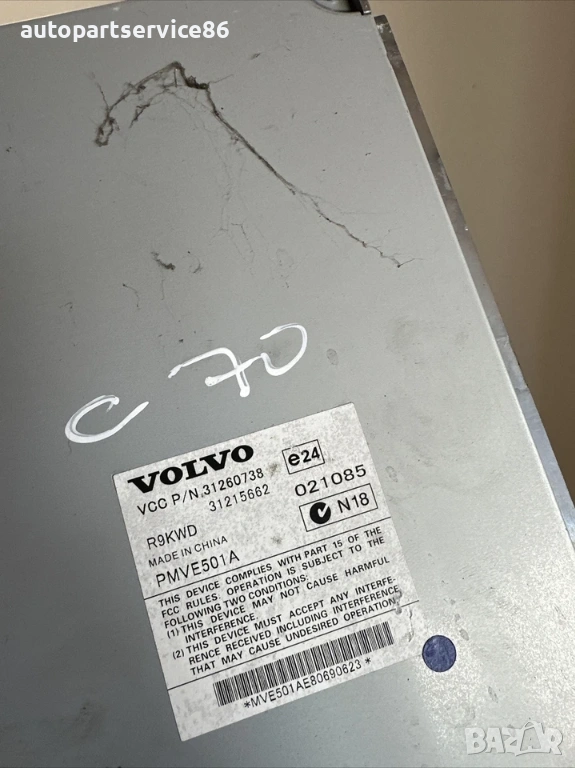 autopartservice86
C 70
VOLVO
VCC P/N.31260738
31215662
e24
021085
N18
R9KWD
MADE IN CHINA
PMVE501A
THIS DEVICE COMPLIES WITH PART 15 OF THE
FCC RULES. OPERATION IS SUBJECT TO THE
FOLLOWING TWO CONDITIONS:
(1) THIS DEVICE MAY NOT CAUSE HARMFUL
INTERFERENCE.
(2) THIS DEVICE MUST ACCEPT ANY INTERFE-
RENCE RECEIVED INCLUDING INTERFERENCE
THAT MAY CAUSE UNDESIRED OPERATION.
*MVE501AE80690623*
BAZAR